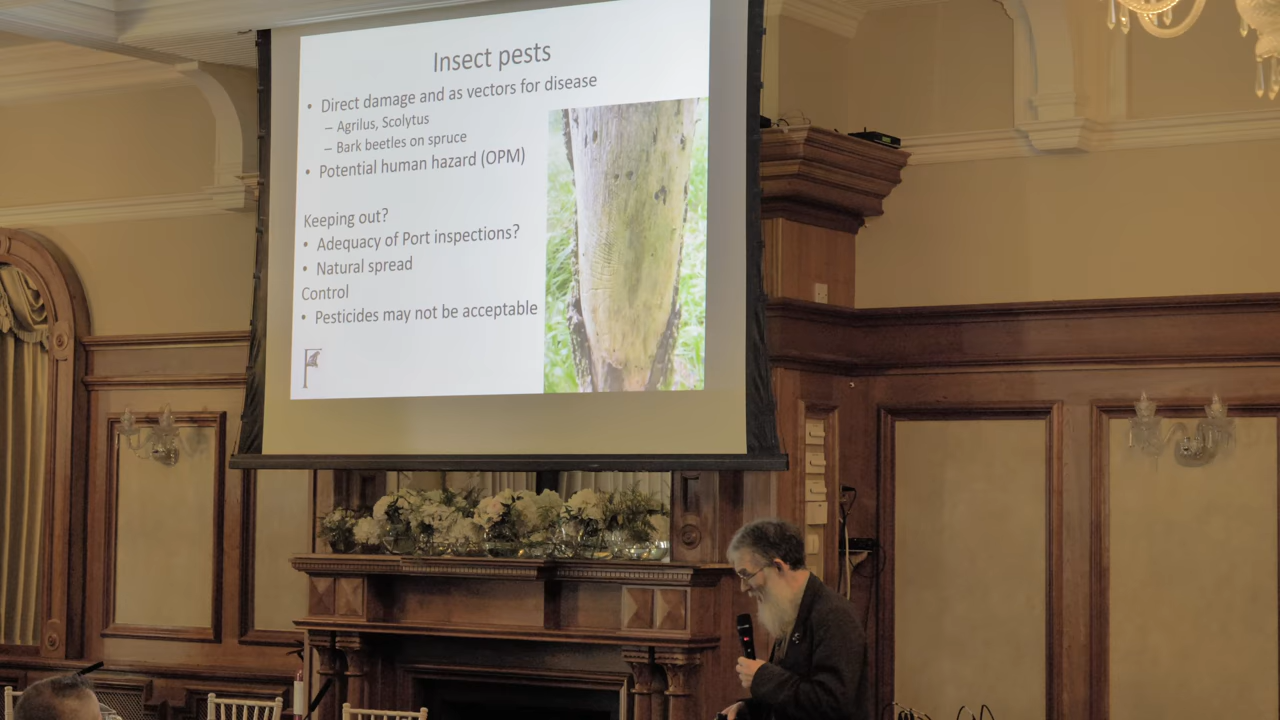 Insect pests
• Direct damage and as vectors for disease
– Agrilus, Scolytus
– Bark beetles on spruce
• Potential human hazard (OPM)
Keeping out?
• Adequacy of Port inspections?
• Natural spread
Control
• Pesticides may not be acceptable